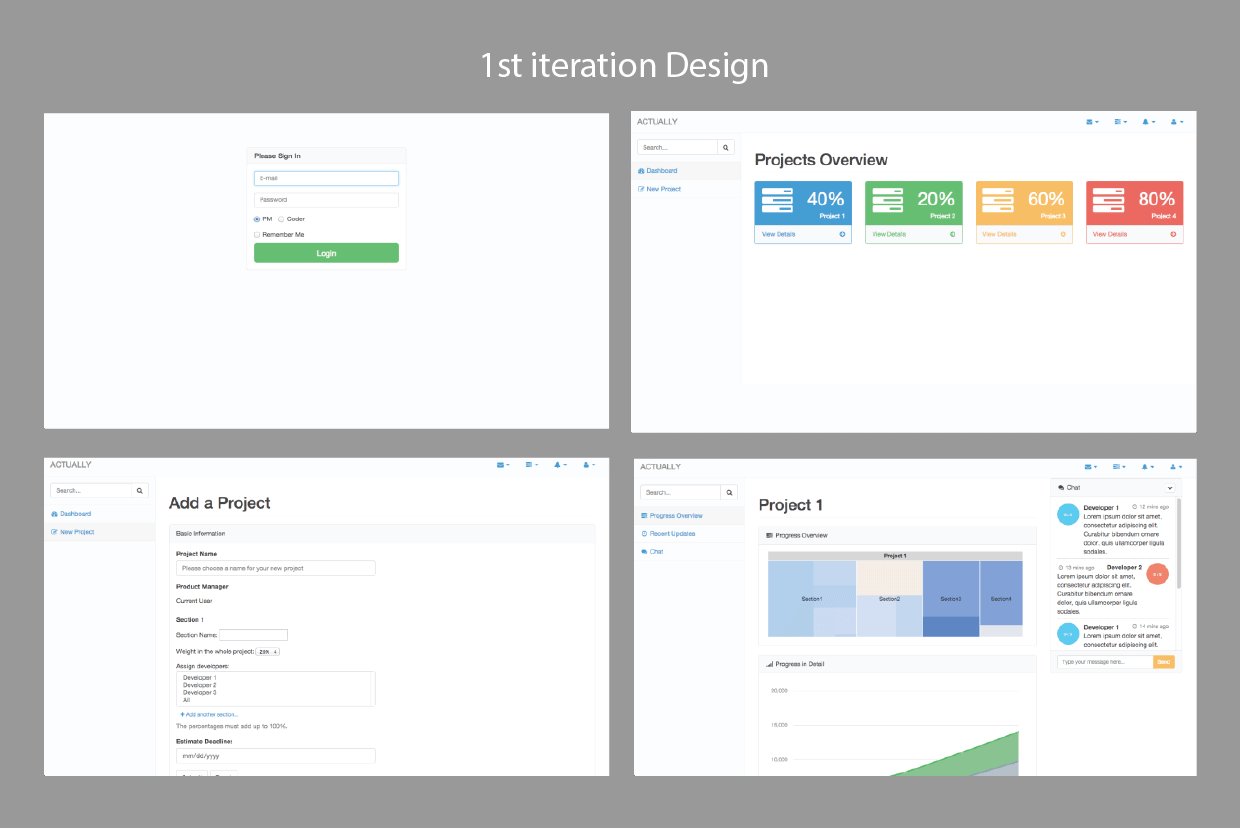 1st iteration Design
Please Sign In
E-mail
Password
PM Coder
Remember Me
Login
ACTUALLY
Search...
Dashboard
New Project
Projects Overview
40%
Project 1
View Details
20%
Project 2
View Details
60%
Project 3
View Details
80%
Project 4
View Details
ACTUALLY
Search...
Dashboard
New Project
Add a Project
Basic Information
Project Name
Please choose a name for your new project
Product Manager
Current User
Section 1
Section Name:
Weight in the whole project: 20%
Assign developers:
Developer 1
Developer 2
Developer 3
All
+Add another section...
The percentages must add up to 100%.
Estimate Deadline:
mm/dd/yyyy
ACTUALLY
Search...
Progress Overview
Recent Updates
Chat
Project 1
Progress Overview
Project 1
Section1
Section2
Section3
Section4
Progress in Detail
20,000
15,000
10,000
Chat
Developer 1 12 mins ago
Lorem ipsum dolor sit amet,
consectetur adipiscing elit.
Curabitur bibendum ornare
dolor, quis ullamcorper ligula
sodales.
13 mins ago Developer 2
Lorem ipsum dolor sit amet,
consectetur adipiscing elit.
Curabitur bibendum ornare
dolor, quis ullamcorper ligula
sodales.
Developer 1 14 mins ago
Lorem ipsum dolor sit amet,
consectetur adipiscing elit.
Type your message here...
Send